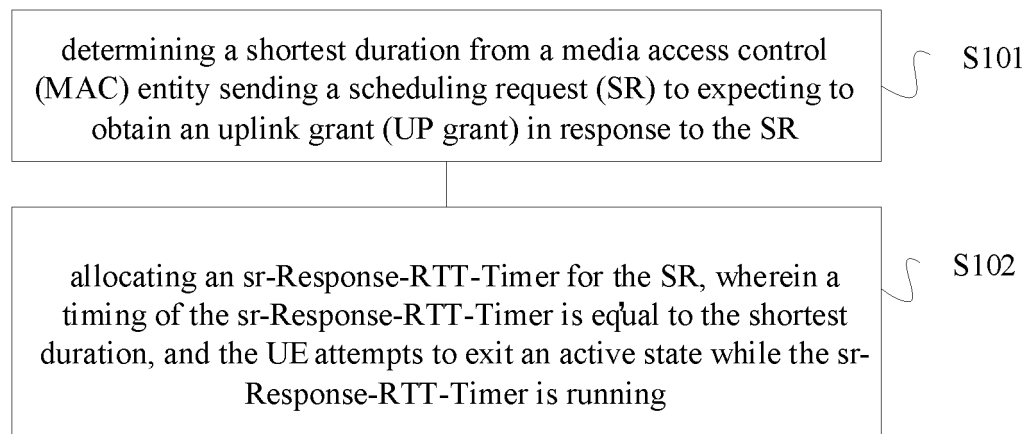 determining a shortest duration from a media access control
(MAC) entity sending a scheduling request (SR) to expecting to
obtain an uplink grant (UP grant) in response to the SR
S101
allocating an sr-Response-RTT-Timer for the SR, wherein a
timing of the sr-Response-RTT-Timer is equal to the shortest
duration, and the UE attempts to exit an active state while the sr-
Response-RTT-Timer is running
S102